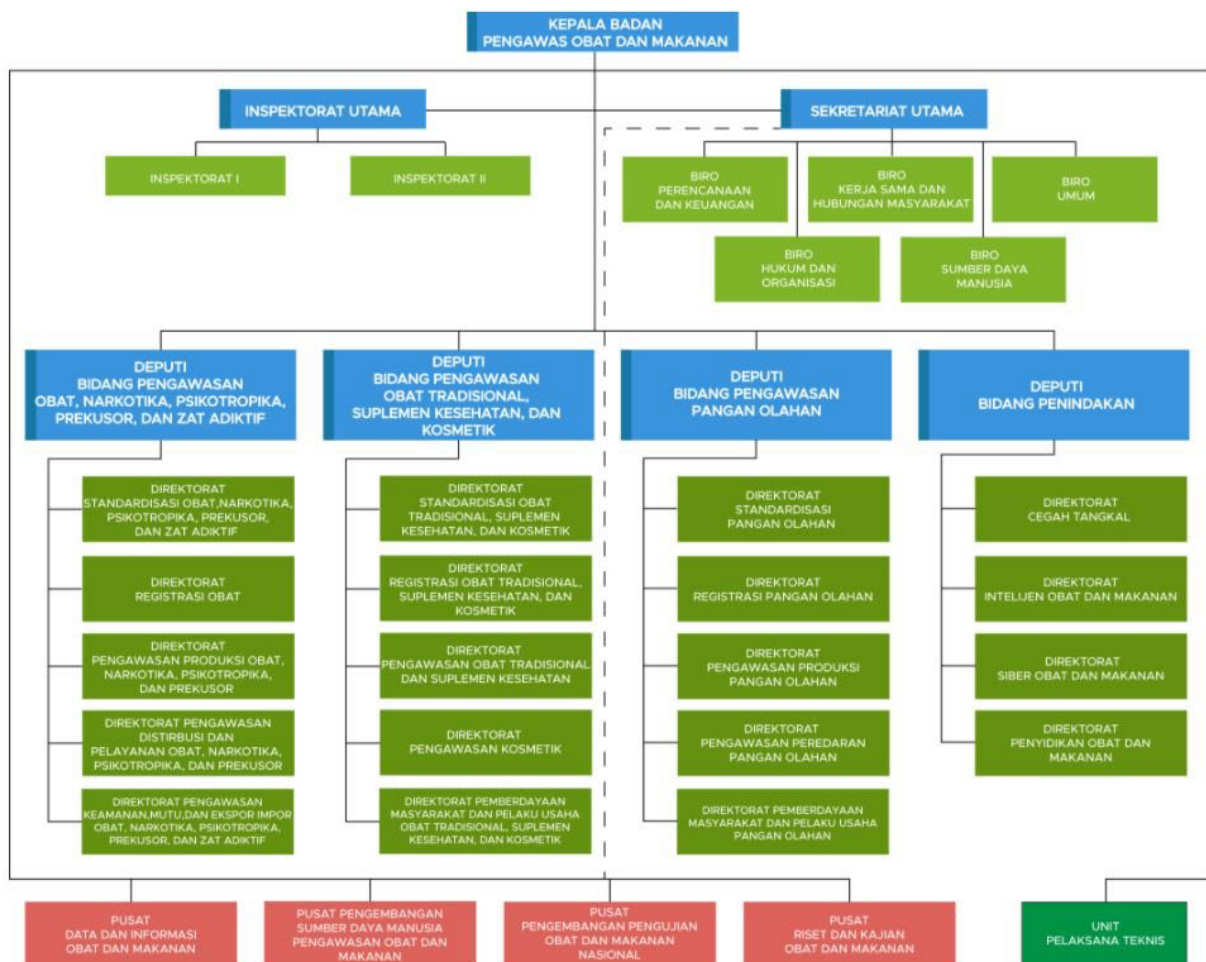 KEPALA BADAN
PENGAWAS OBAT DAN MAKANAN
INSPEKTORAT UTAMA
SEKRETARIAT UTAMA
INSPEKTORAT I
INSPEKTORAT II
BIRO
PERENCANAAN
DAN KEUANGAN
BIRO
KERJA SAMA DAN
HUBUNGAN MASYARAKAT
BIRO
UMUM
BIRO
HUKUM DAN
ORGANISASI
BIRO
SUMBER DAYA
MANUSIA
DEPUTI
BIDANG PENGAWASAN
OBAT, NARKOTIKA, PSIKOTROPIKA,
PREKUSOR, DAN ZAT ADIKTIF
DIREKTORAT
STANDARDISASI OBAT,NARKOTIKA,
PSIKOTROPIKA, PREKUSOR,
DAN ZAT ADIKTIF
DIREKTORAT
REGISTRASI OBAT
DIREKTORAT
PENGAWASAN PRODUKSI OBAT,
NARKOTIKA, PSIKOTROPIKA,
DAN PREKUSOR
DIREKTORAT PENGAWASAN
DISTIRBUSI DAN
PELAYANAN OBAT, NARKOTIKA,
PSIKOTROPIKA, DAN PREKUSOR
DIREKTORAT PENGAWASAN
KEAMANAN,MUTU,DAN EKSPOR IMPOR
OBAT, NARKOTIKA, PSIKOTROPIKA,
PREKUSOR, DAN ZAT ADIKTIF
DEPUTI
BIDANG PENGAWASAN
OBAT TRADISIONAL,
SUPLEMEN KESEHATAN, DAN
KOSMETIK
DIREKTORAT
STANDARDISASI OBAT
TRADISIONAL, SUPLEMEN
KESEHATAN, DAN KOSMETIK
DIREKTORAT
REGISTRASI OBAT TRADISIONAL,
SUPLEMEN KESEHATAN, DAN
KOSMETIK
DIREKTORAT
PENGAWASAN OBAT TRADISIONAL
DAN SUPLEMEN KESEHATAN
DIREKTORAT
PENGAWASAN KOSMETIK
DIREKTORAT PEMBERDAYAAN
MASYARAKAT DAN PELAKU USAHA
OBAT TRADISIONAL, SUPLEMEN
KESEHATAN, DAN KOSMETIK
DEPUTI
BIDANG PENGAWASAN
PANGAN OLAHAN
DIREKTORAT
STANDARDISASI
PANGAN OLAHAN
DIREKTORAT
REGISTRASI PANGAN OLAHAN
DIREKTORAT
PENGAWASAN PRODUKSI
PANGAN OLAHAN
DIREKTORAT
PENGAWASAN PEREDARAN
PANGAN OLAHAN
DIREKTORAT PEMBERDAYAAN
MASYARAKAT DAN PELAKU USAHA
PANGAN OLAHAN
DEPUTI
BIDANG PENINDAKAN
DIREKTORAT
CEGAH TANGKAL
DIREKTORAT
INTELIJEN OBAT DAN MAKANAN
DIREKTORAT
SIBER OBAT DAN MAKANAN
DIREKTORAT
PENYIDIKAN OBAT DAN
MAKANAN
PUSAT
DATA DAN INFORMASI
OBAT DAN MAKANAN
PUSAT PENGEMBANGAN
SUMBER DAYA MANUSIA
PENGAWASAN OBAT DAN
MAKANAN
PUSAT
PENGEMBANGAN PENGUJIAN
OBAT DAN MAKANAN
NASIONAL
PUSAT
RISET DAN KAJIAN
OBAT DAN MAKANAN
UNIT
PELAKSANA TEKNIS